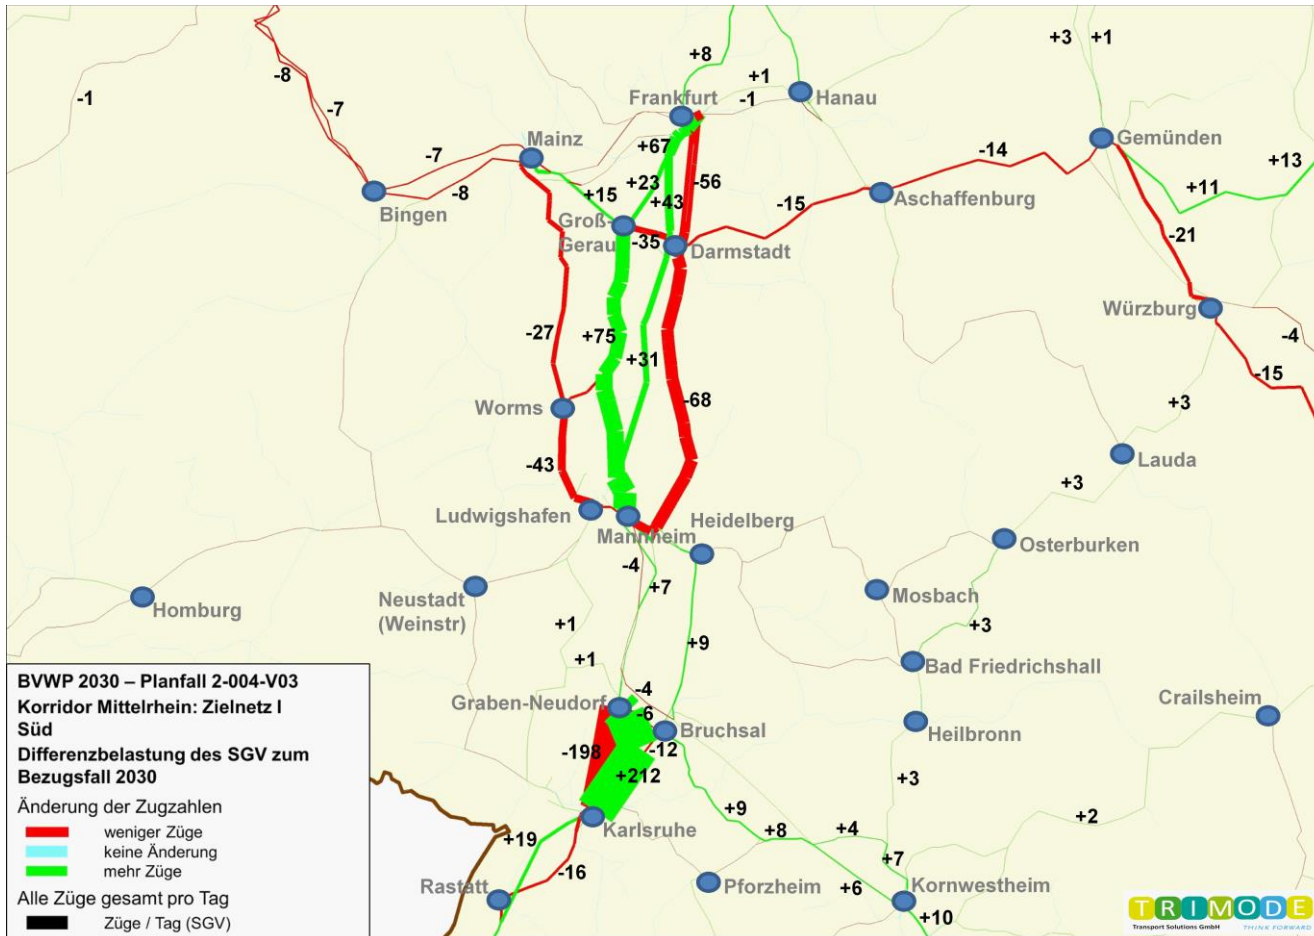 +3
+1
+8
-8
-1
+1
Frankfurt
-1
Hanau
-7
Gemünden
Mainz
+67
-14
+13
-7
-8
+15
+23
-56
+43
-15
Aschaffenburg
+11
Bingen
Groß-
Gerau
-35
Darmstadt
-21
Würzburg
-27
+75
+31
-4
-15
-68
Worms
+3
-43
Lauda
+3
Ludwigshafen
Mannheim
Heidelberg
Osterburken
-4
+7
Homburg
Neustadt
(Weinstr)
Mosbach
+1
+9
+3
+1
Bad Friedrichshall
-4
Graben-Neudorf
-6
Bruchsal
Crailsheim
Heilbronn
-198
-12
+212
+3
+9
+8
+4
+2
Karlsruhe
+19
-16
+7
Rastatt
Pforzheim
+6
Kornwestheim
+10
BVWP 2030 – Planfall 2-004-V03
Korridor Mittelrhein: Zielnetz I
Süd
Differenzbelastung des SGV zum
Bezugsfall 2030
Änderung der Zugzahlen
weniger Züge
keine Änderung
mehr Züge
Alle Züge gesamt pro Tag
Züge / Tag (SGV)
TRIMODE
Transport Solutions GmbH THINK FORWARD